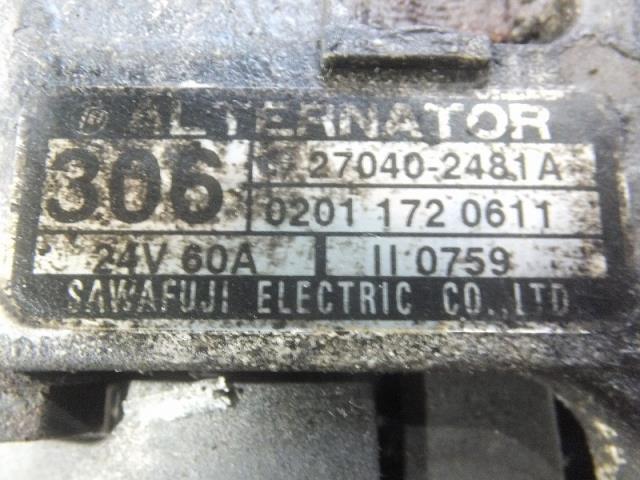 ALTERNATOR
306
27040-2481A
0201 172 0611
24V 60A
II 0759
SAWAFUJI ELECTRIC CO.,LTD